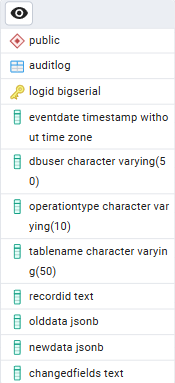 public
auditlog
logid bigserial
eventdate timestamp witho
ut time zone
dbuser character varying(5
0)
operationtype character var
ying(10)
tablename character varyin
g(50)
recordid text
olddata jsonb
newdata jsonb
changedfields text